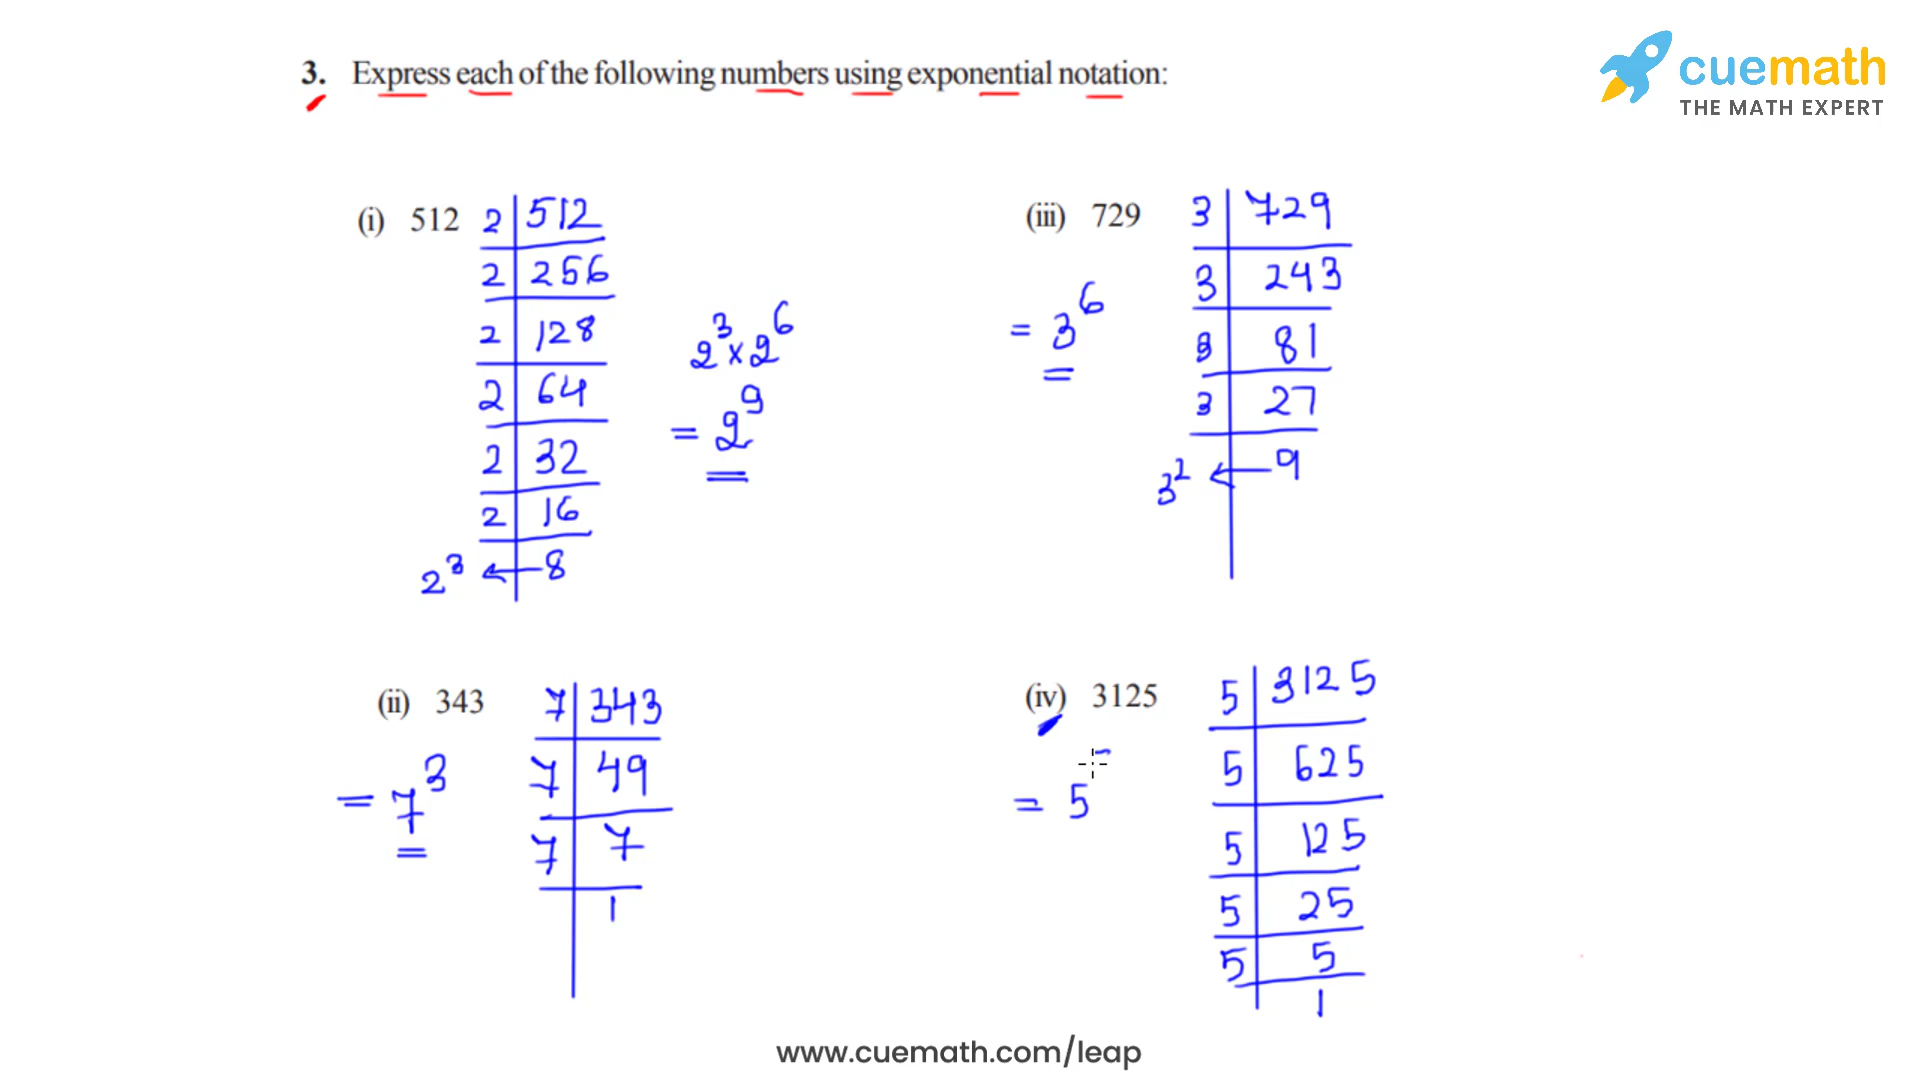 3. Express each of the following numbers using exponential notation:
cuemath
THE MATH EXPERT
(i) 512
2 | 512
2 | 256
2 | 128
2 | 64
2 | 32
2 | 16
2³ ← 8
2³ × 2⁶
= 2⁹
(iii) 729
3 | 729
3 | 243
3 | 81
3 | 27
3² ← 9
= 3⁶
(ii) 343
7 | 343
7 | 49
7 | 7
1
= 7³
(iv) 3125
5 | 3125
5 | 625
5 | 125
5 | 25
5 | 5
1
= 5
www.cuemath.com/leap